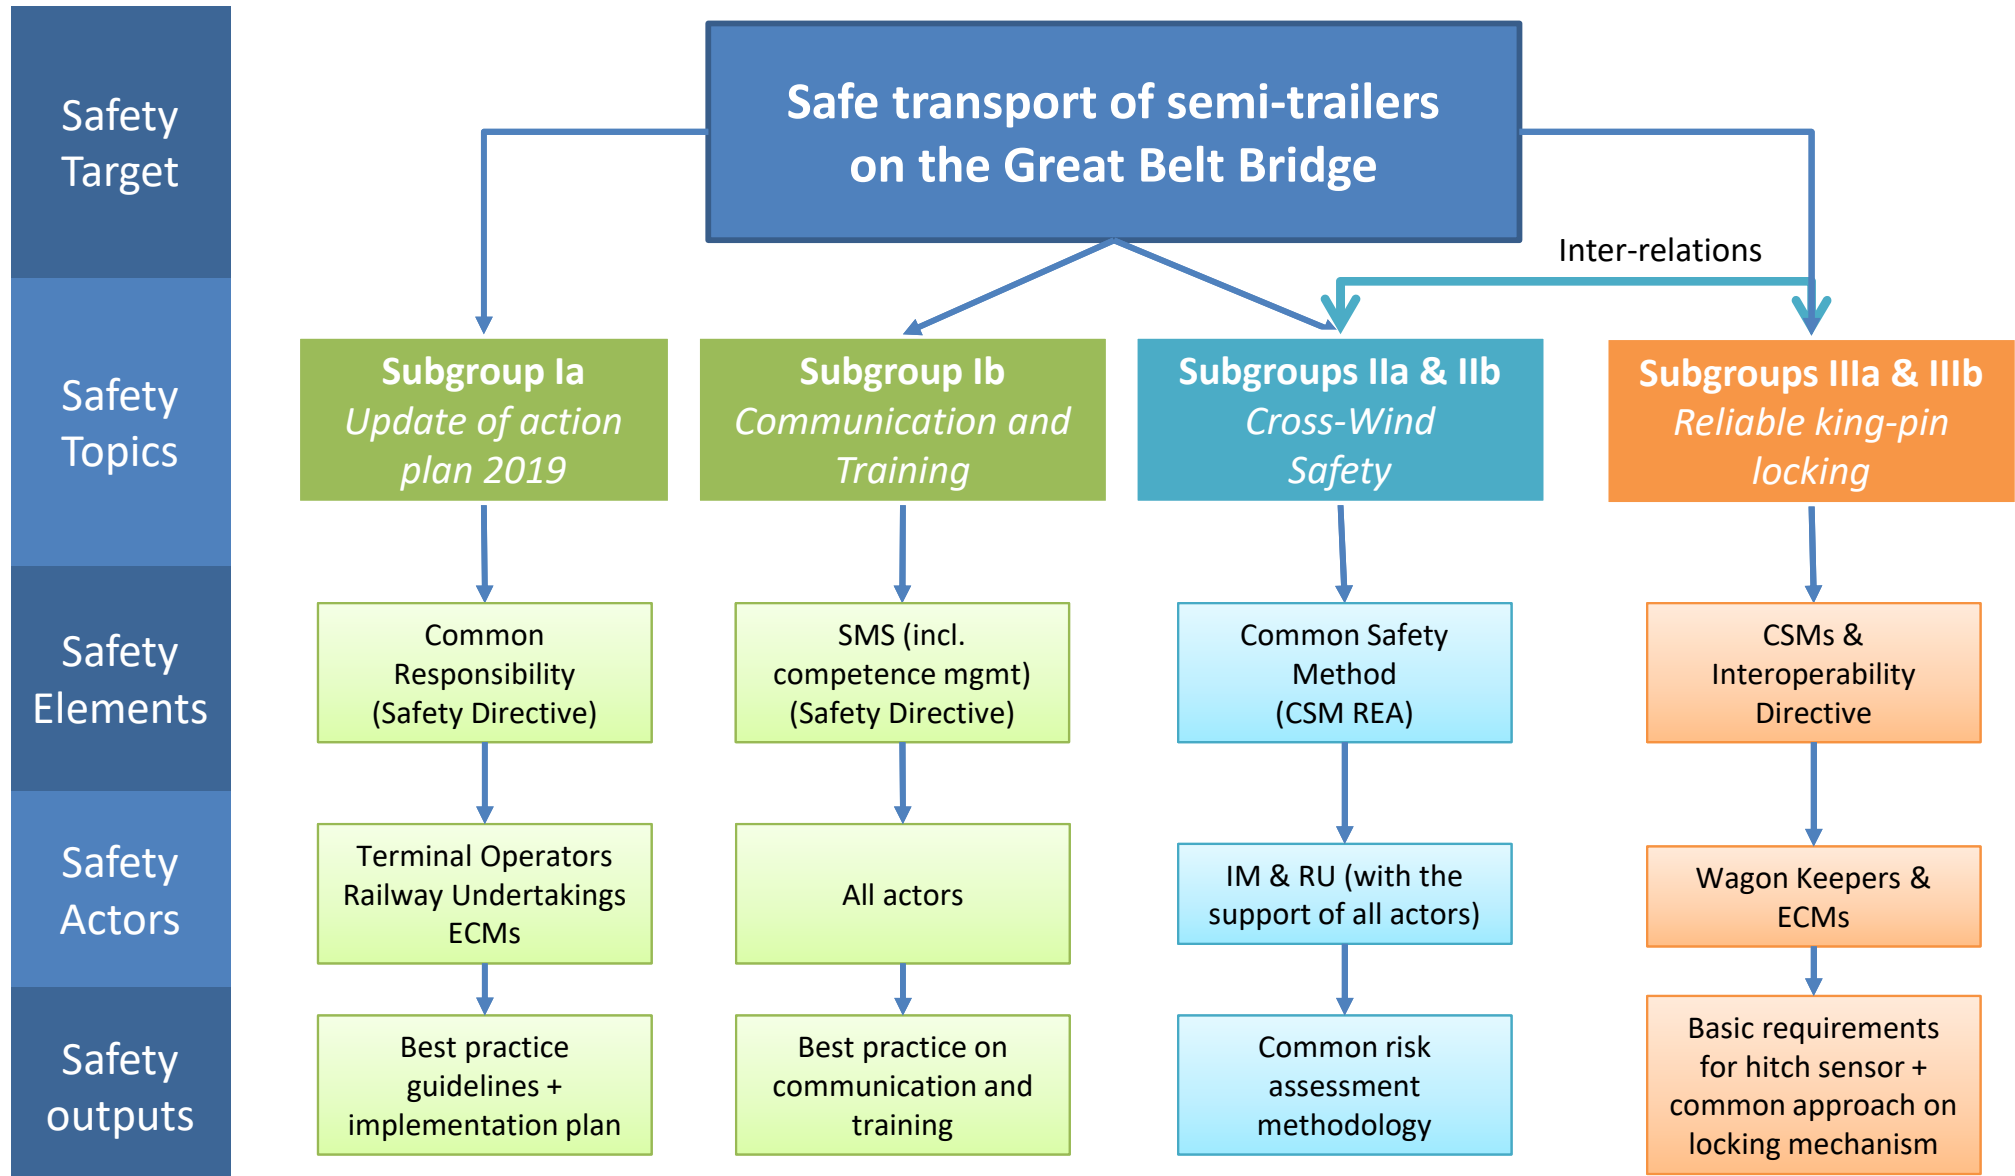 Safety
Target
Safe transport of semi-trailers
on the Great Belt Bridge
Inter-relations
Safety
Topics
Subgroup Ia
Update of action
plan 2019
Subgroup Ib
Communication and
Training
Subgroups IIa & IIb
Cross-Wind
Safety
Subgroups IIIa & IIIb
Reliable king-pin
locking
Safety
Elements
Common
Responsibility
(Safety Directive)
SMS (incl.
competence mgmt)
(Safety Directive)
Common Safety
Method
(CSM REA)
CSMs &
Interoperability
Directive
Safety
Actors
Terminal Operators
Railway Undertakings
ECMs
All actors
IM & RU (with the
support of all actors)
Wagon Keepers &
ECMs
Safety
outputs
Best practice
guidelines +
implementation plan
Best practice on
communication and
training
Common risk
assessment
methodology
Basic requirements
for hitch sensor +
common approach on
locking mechanism